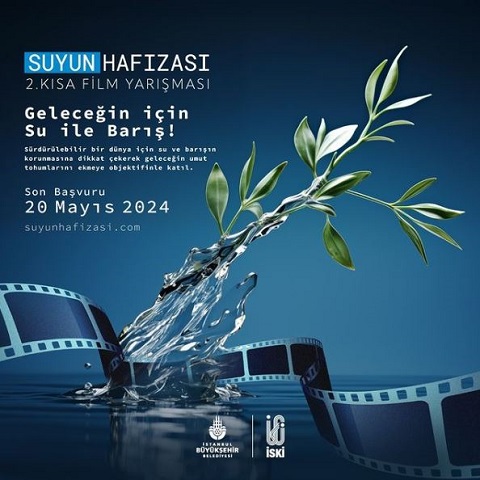 SUYUN HAFIZASI
2.KISA FİLM YARIŞMASI
Geleceğin için
Su ile Barış!
Sürdürülebilir bir dünya için su ve barışın
korunmasına dikkat çekerek geleceğin umut
tohumlarını ekmeye objektifinle katıl.
Son Başvuru
20 Mayıs 2024
suyunhafizasi.com
İSTANBUL
BÜYÜKŞEHİR
BELEDİYESİ
İSKİ